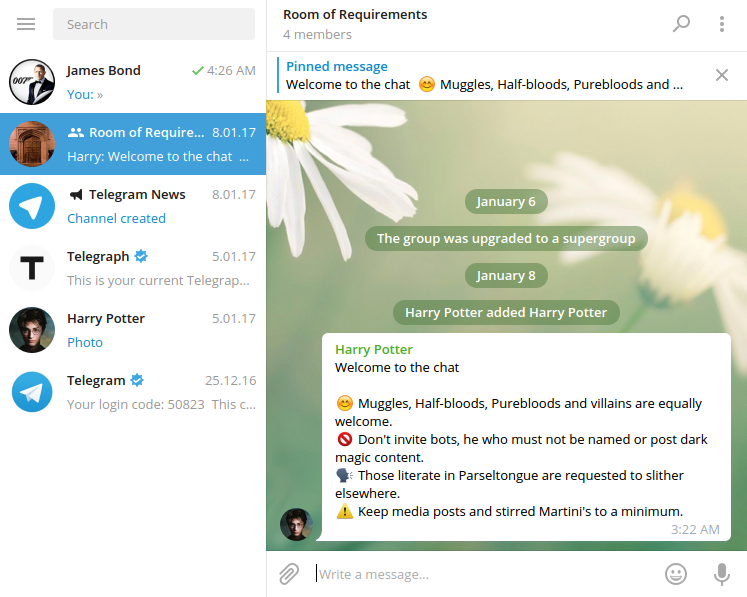 Search
James Bond
4:26 AM
You: »
Room of Require...
8.01.17
Harry: Welcome to the chat ...
Telegram News
8.01.17
Channel created
T
Telegraph
5.01.17
This is your current Telegrap...
Harry Potter
5.01.17
Photo
Telegram
25.12.16
Your login code: 50823 This c...
007
Room of Requirements
4 members
Pinned message
Welcome to the chat 😊 Muggles, Half-bloods, Purebloods and ...
January 6
The group was upgraded to a supergroup
January 8
Harry Potter added Harry Potter
Harry Potter
Welcome to the chat
😊 Muggles, Half-bloods, Purebloods and villains are equally
welcome.
🚫 Don't invite bots, he who must not be named or post dark
magic content.
🗣 Those literate in Parseltongue are requested to slither
elsewhere.
⚠️ Keep media posts and stirred Martini's to a minimum.
3:22 AM
Write a message...